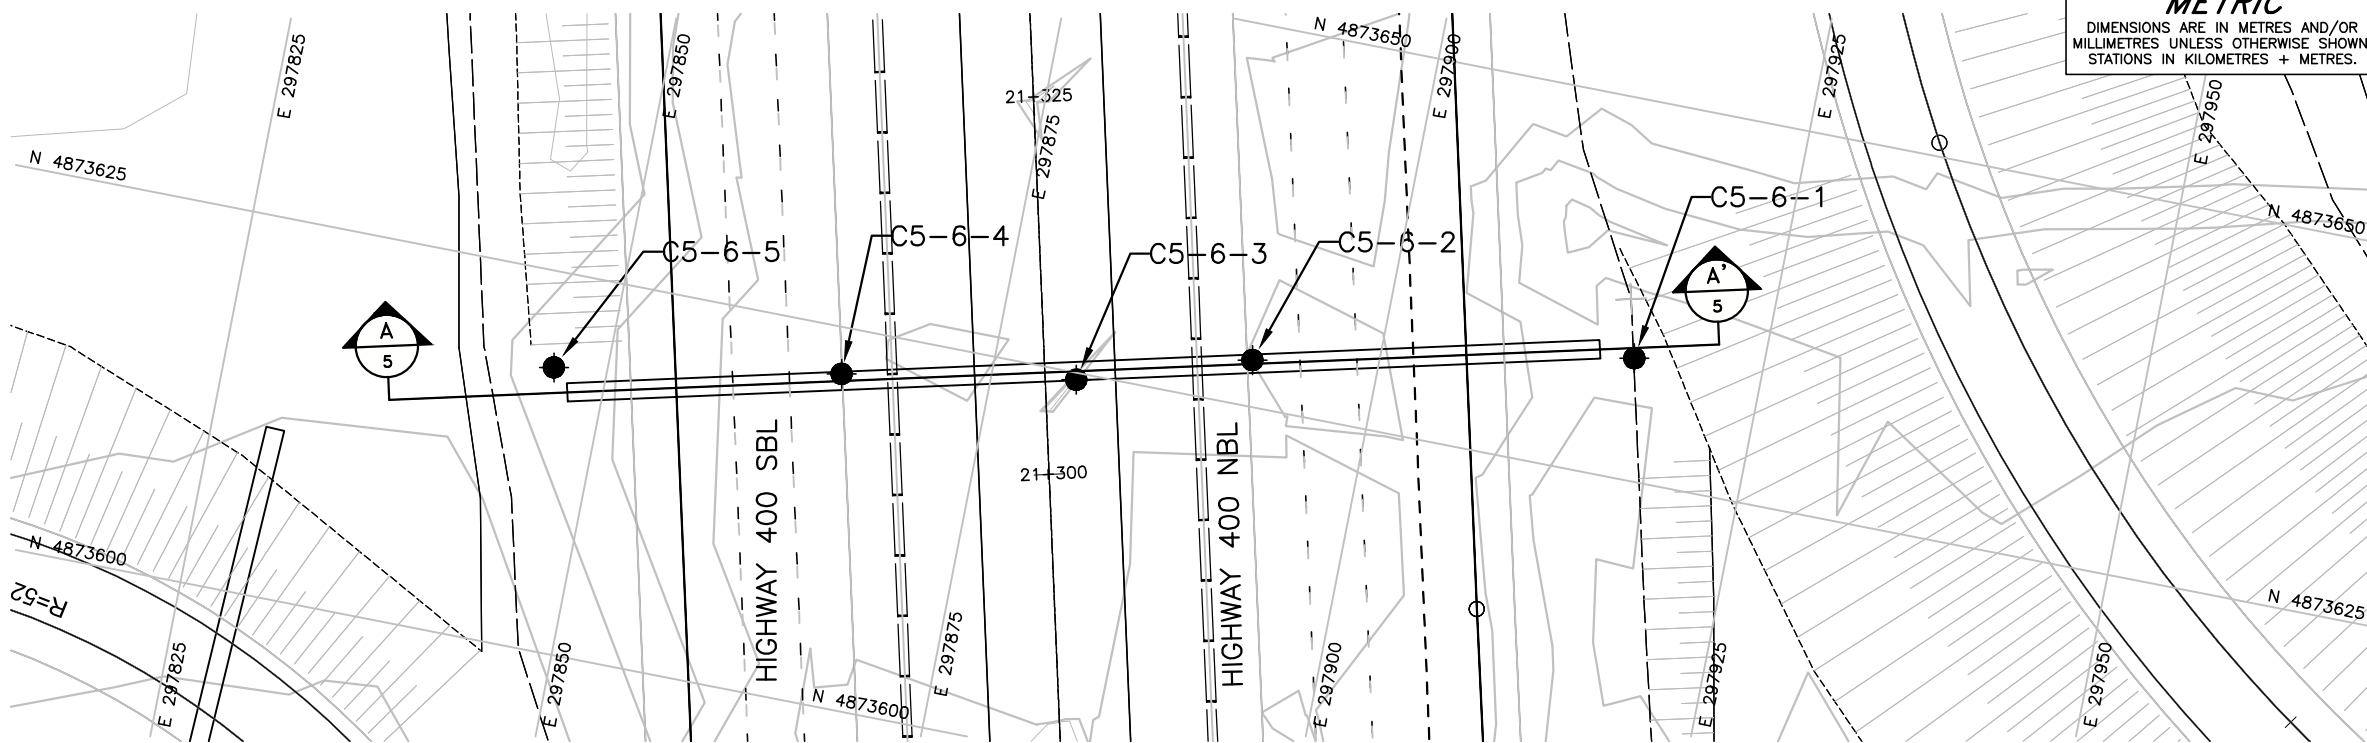 METRIC
DIMENSIONS ARE IN METRES AND/OR
MILLIMETRES UNLESS OTHERWISE SHOWN
STATIONS IN KILOMETRES + METRES.
E 297825
E 297850
N 4873650
E 297900
E 297925
E 297950
21+325
E 297875
N 4873625
C5-6-1
N 4873650
C5-6-5
C5-6-4
C5-6-3
C5-6-2
A'
5
A
5
HIGHWAY 400 SBL
HIGHWAY 400 NBL
21+300
N 4873600
R=52
N 4873625
E 297825
E 297850
E 297875
N 4873600
E 297900
E 297925
E 297950